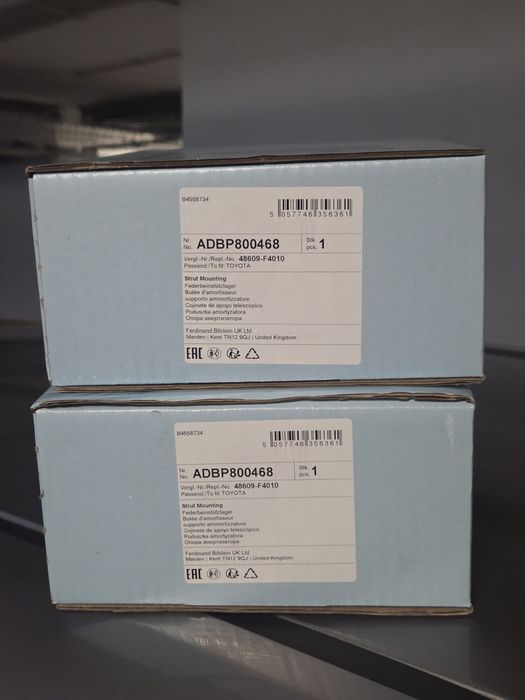 B4558734
5 057746 356361
Nr.
No. ADBP800468 Stk
pcs. 1
Vergl.-Nr./Repl.-No. 48609-F4010
Passend./To fit: TOYOTA
Strut Mounting
Federbeinstützlager
Butée d'amortisseur
supporto ammortizzatore
Cojinete de apoyo telescópico
Poduszka amortyzatora
Опора амортизатора
Ferdinand Bilstein UK Ltd
Marden | Kent TN12 9QJ | United Kingdom
EAC
B4558734
5 057746 356361
Nr.
No. ADBP800468 Stk
pcs. 1
Vergl.-Nr./Repl.-No. 48609-F4010
Passend./To fit: TOYOTA
Strut Mounting
Federbeinstützlager
Butée d'amortisseur
supporto ammortizzatore
Cojinete de apoyo telescópico
Poduszka amortyzatora
Опора амортизатора
Ferdinand Bilstein UK Ltd
Marden | Kent TN12 9QJ | United Kingdom
EAC